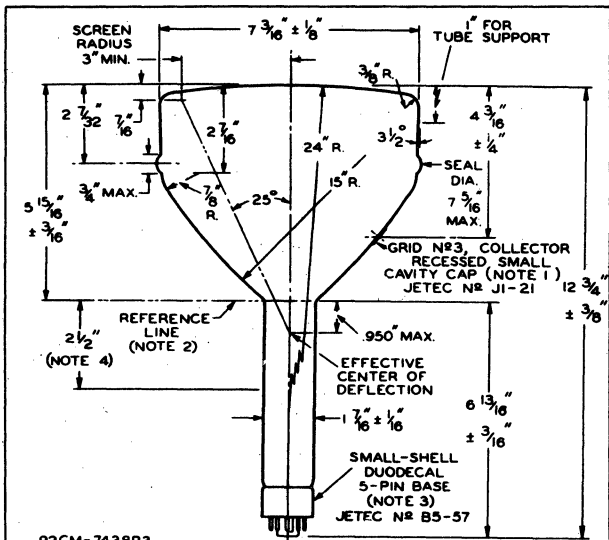 7 3/16" ± 1/8"
SCREEN
RADIUS
3" MIN.
1" FOR
TUBE SUPPORT
3/8" R.
2 7/32"
7/16"
2 7/16"
24" R.
3 1/2°
4 3/16"
± 1/4"
15" R.
SEAL
DIA.
7 5/16"
MAX.
3/4" MAX.
7/8"
R.
25°
5 15/16"
± 3/16"
GRID Nº3, COLLECTOR
RECESSED SMALL
CAVITY CAP (NOTE 1)
JETEC Nº J1-21
12 3/4"
± 3/8"
REFERENCE
LINE
(NOTE 2)
2 1/2"
(NOTE 4)
.950" MAX.
EFFECTIVE
CENTER OF
DEFLECTION
6 13/16"
± 3/16"
1 7/16" ± 1/16"
SMALL-SHELL
DUODECAL
5-PIN BASE
(NOTE 3)
JETEC Nº B5-57